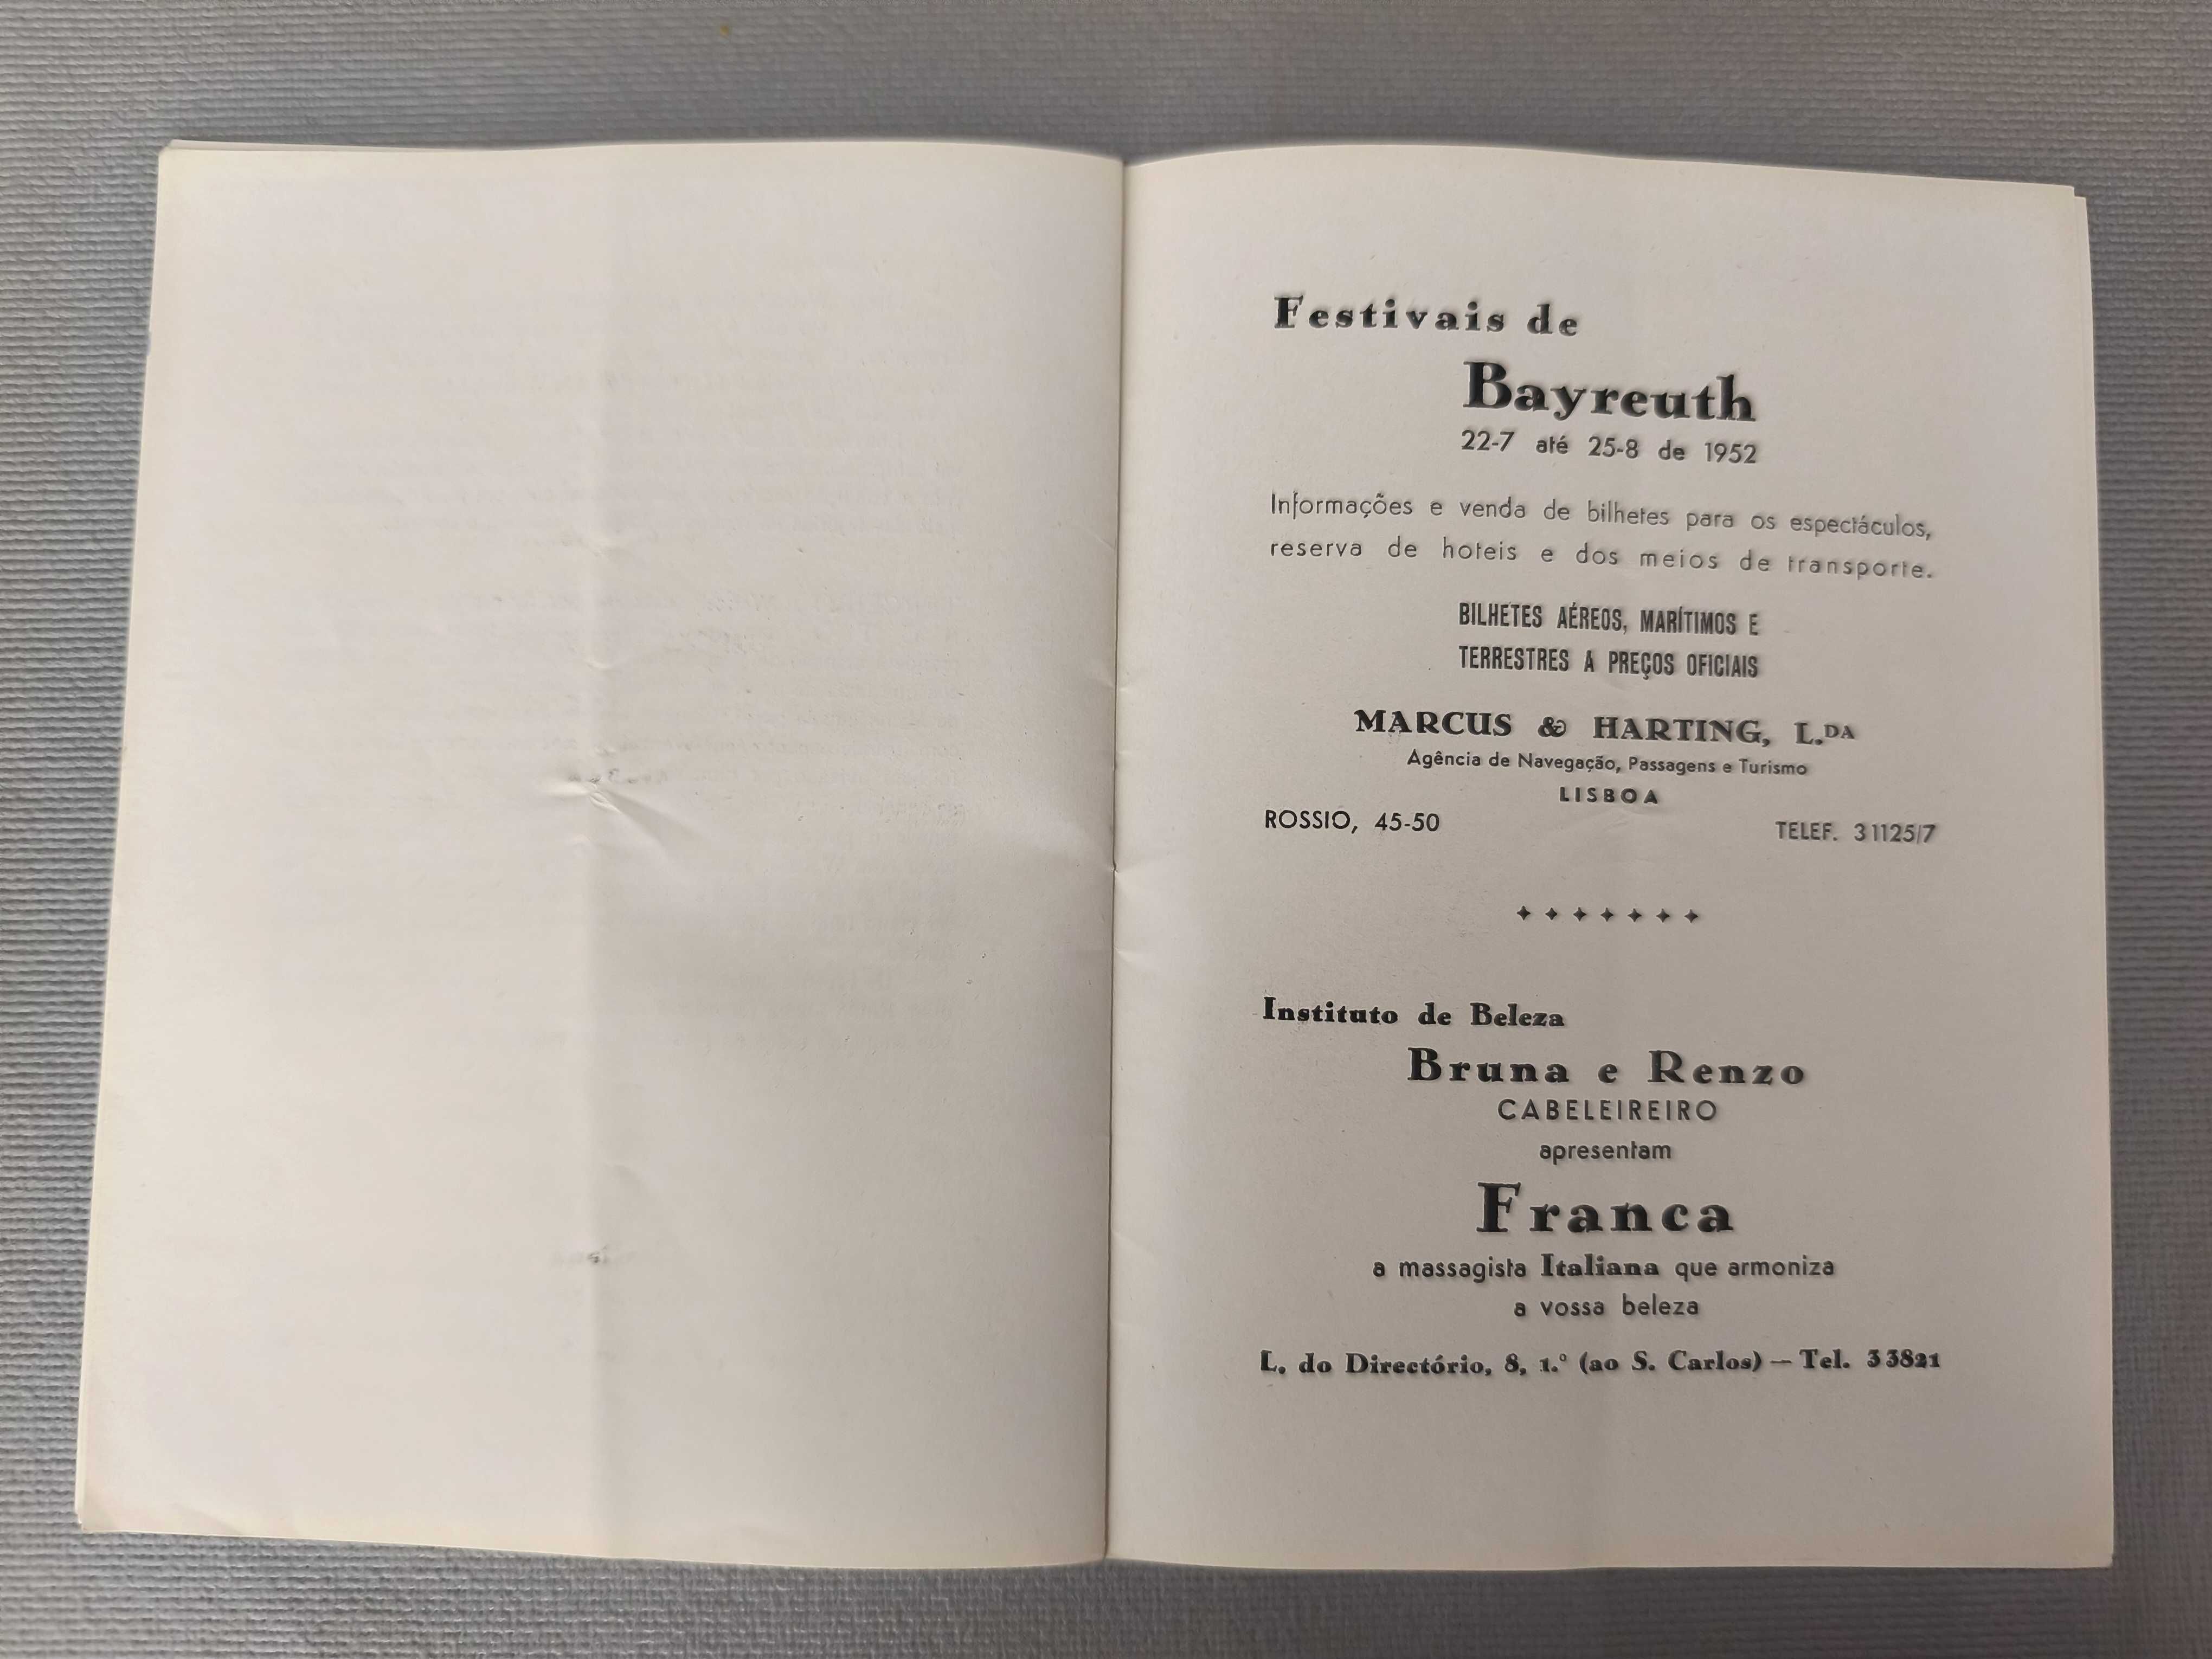 Festivais de
Bayreuth
22-7 até 25-8 de 1952
Informações e venda de bilhetes para os espectáculos,
reserva de hoteis e dos meios de transporte.
BILHETES AÉREOS, MARÍTIMOS E
TERRESTRES A PREÇOS OFICIAIS
MARCUS & HARTING, L.DA
Agência de Navegação, Passagens e Turismo
LISBOA
ROSSIO, 45-50 TELEF. 31125/7
Instituto de Beleza
Bruna e Renzo
CABELEIREIRO
apresentam
Franca
a massagista Italiana que armoniza
a vossa beleza
L. do Directório, 8, 1.º (ao S. Carlos) — Tel. 33821